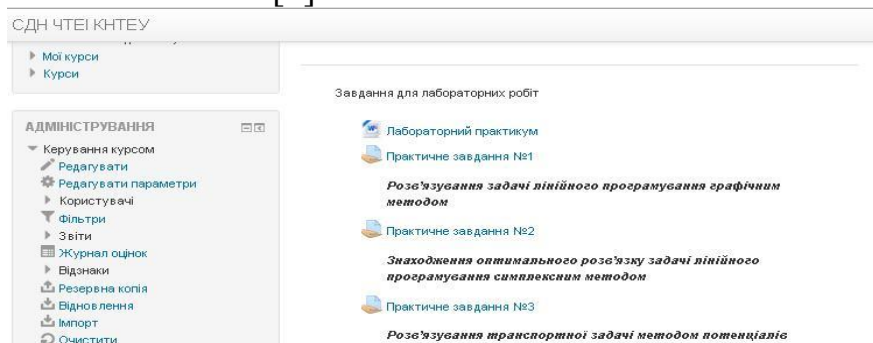 СДН ЧТЕІ КНТЕУ
Мої курси
Курси
АДМІНІСТРУВАННЯ
Керування курсом
Редагувати
Редагувати параметри
Користувачі
Фільтри
Звіти
Журнал оцінок
Відзнаки
Резервна копія
Відновлення
Імпорт
Очистити
Завдання для лабораторних робіт
Лабораторний практикум
Практичне завдання №1
Розв'язування задачі лінійного програмування графічним
методом
Практичне завдання №2
Знаходження оптимального розв'язку задачі лінійного
програмування симплексним методом
Практичне завдання №3
Розв'язування транспортної задачі методом потенціалів